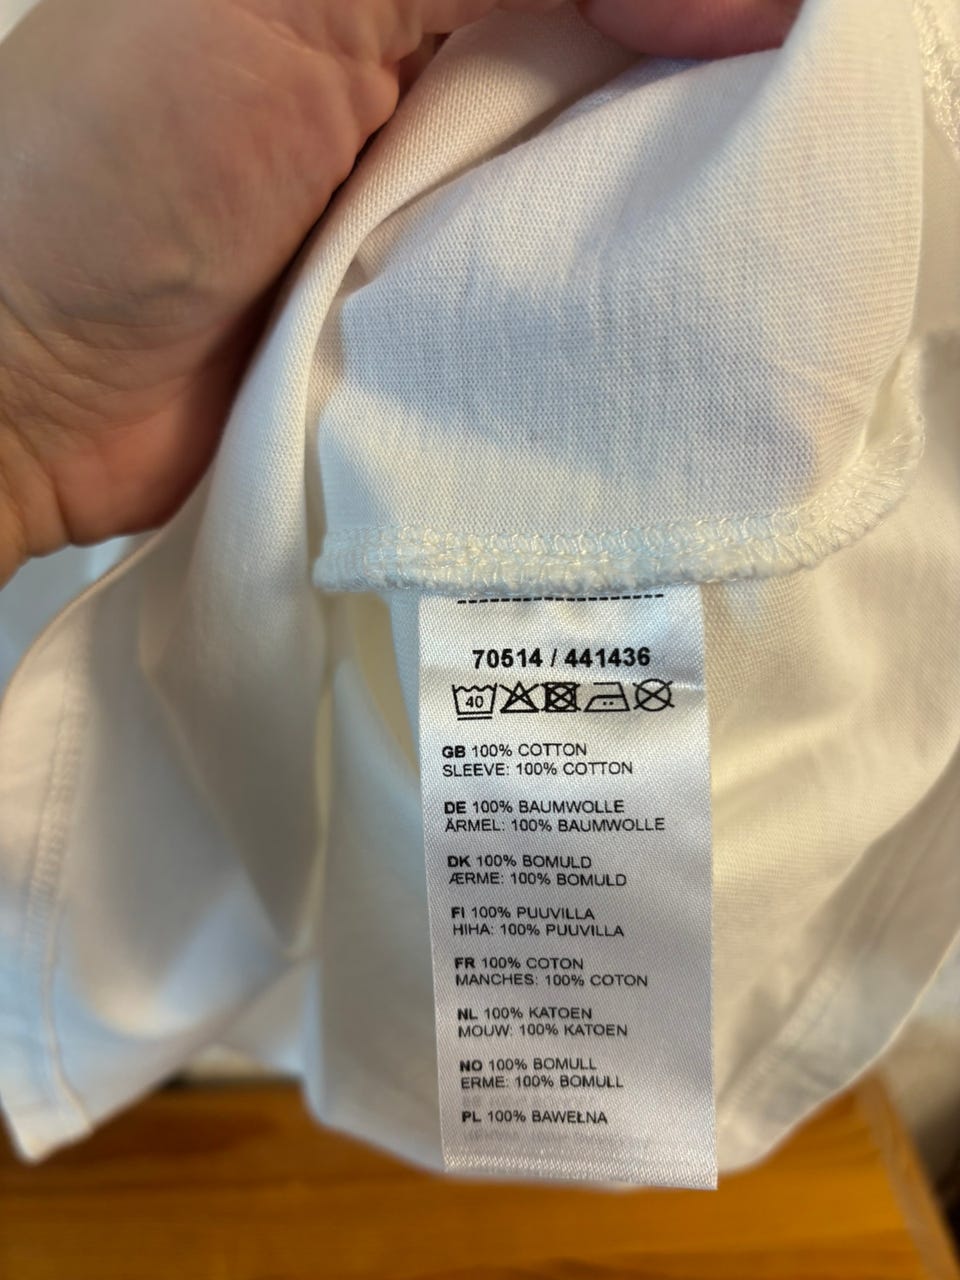 70514 / 441436
40
GB 100% COTTON
SLEEVE: 100% COTTON
DE 100% BAUMWOLLE
ÄRMEL: 100% BAUMWOLLE
DK 100% BOMULD
ÆRME: 100% BOMULD
FI 100% PUUVILLA
HIHA: 100% PUUVILLA
FR 100% COTON
MANCHES: 100% COTON
NL 100% KATOEN
MOUW: 100% KATOEN
NO 100% BOMULL
ERME: 100% BOMULL
PL 100% BAWEŁNA